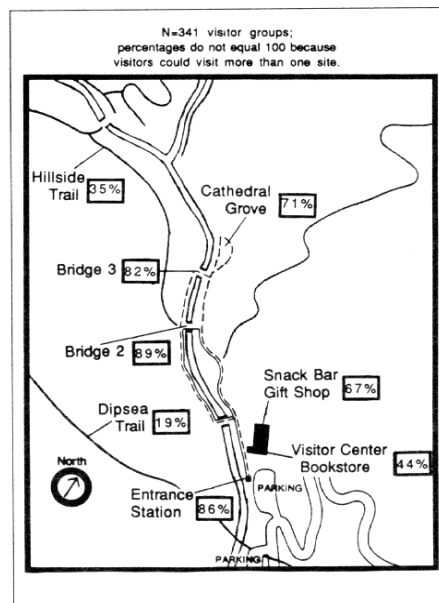 N=341 visitor groups;
percentages do not equal 100 because
visitors could visit more than one site.
Hillside
Trail 35%
Cathedral
Grove 71%
Bridge 3 82%
Bridge 2 89%
Snack Bar
Gift Shop 67%
Dipsea
Trail 19%
Visitor Center
Bookstore 44%
North
Entrance
Station 86%
PARKING
PARKING